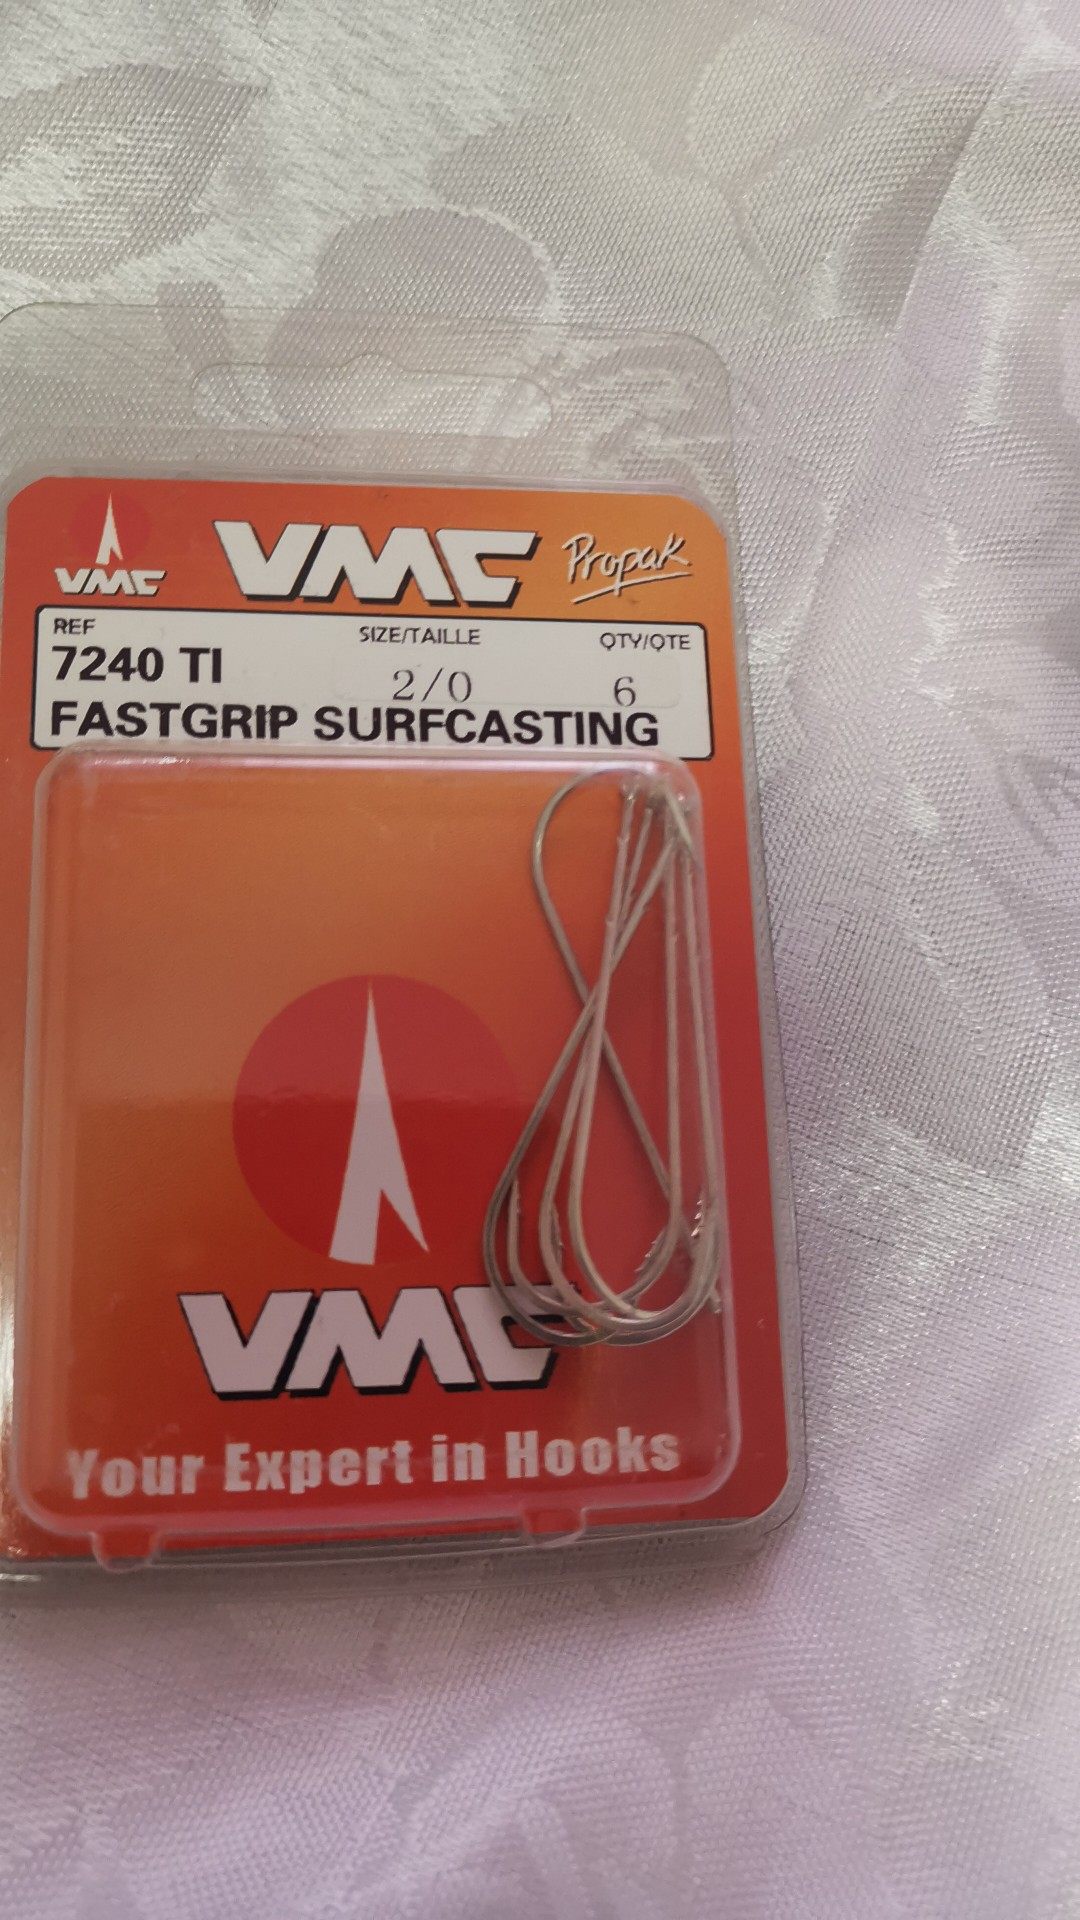 VMC VMC Propak
REF SIZE/TAILLE QTY/QTE
7240 TI 2/0 6
FASTGRIP SURFCASTING
VMC
Your Expert in Hooks